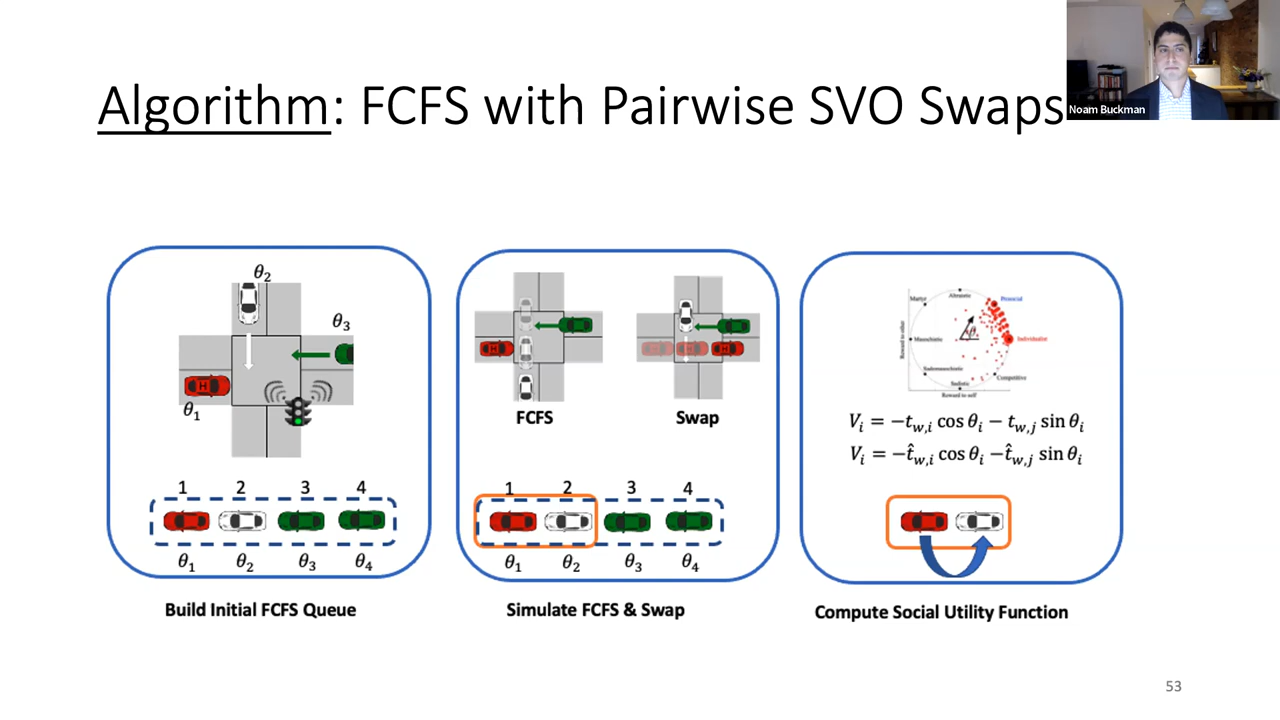 Algorithm: FCFS with Pairwise SVO Swaps
Noam Buckman
θ₂
θ₃
H
θ₁
1 2 3 4
θ₁ θ₂ θ₃ θ₄
Build Initial FCFS Queue
H
H
FCFS
Swap
1 2 3 4
θ₁ θ₂ θ₃ θ₄
Simulate FCFS & Swap
Martyr
Altruistic
Prosocial
Masochistic
Individualist
Sadomasochistic
Competitive
Sadistic
Reward to other
Reward to self
V_i = −t_{w,i} cos θ_i − t_{w,j} sin θ_i
V_i = −t̂_{w,i} cos θ_i − t̂_{w,j} sin θ_i
Compute Social Utility Function
53